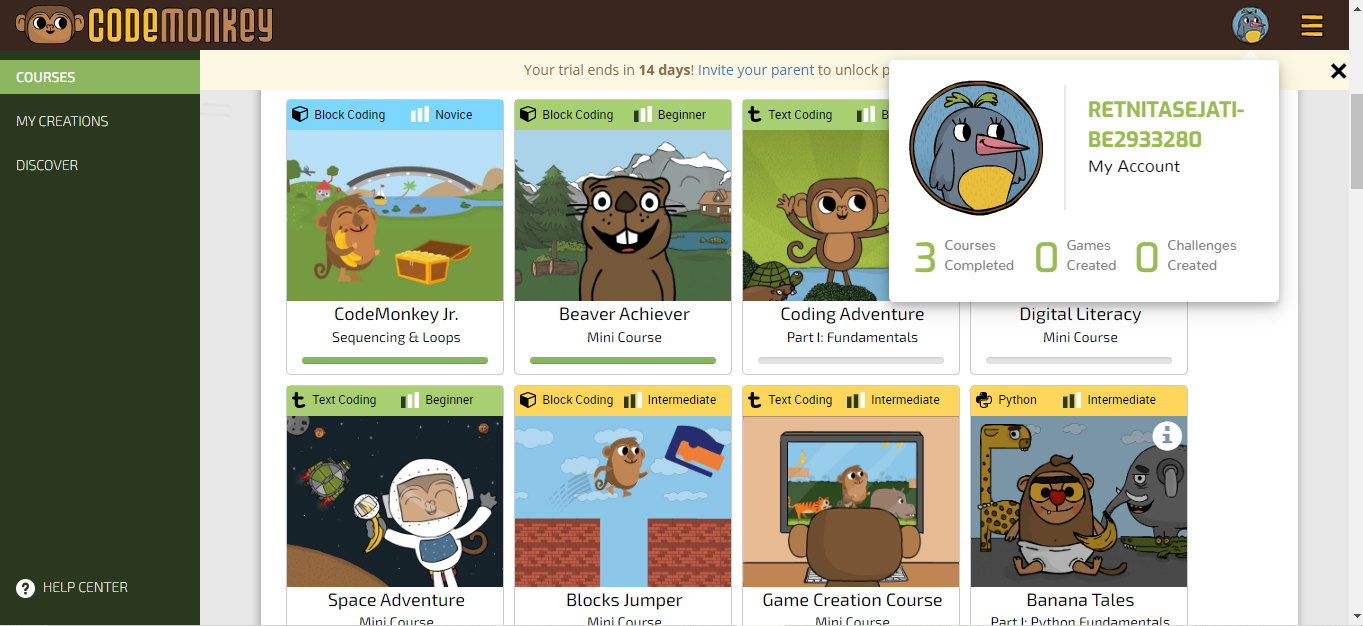 CODEMONKEY
COURSES
MY CREATIONS
DISCOVER
HELP CENTER
Your trial ends in 14 days! Invite your parent to unlock p
RETNITASEJATI-
BE2933280
My Account
3 Courses Completed
0 Games Created
0 Challenges Created
Block Coding Novice
CodeMonkey Jr.
Sequencing & Loops
Block Coding Beginner
Beaver Achiever
Mini Course
Text Coding B
Coding Adventure
Part I: Fundamentals
Digital Literacy
Mini Course
Text Coding Beginner
Space Adventure
Mini Course
Block Coding Intermediate
Blocks Jumper
Mini Course
Text Coding Intermediate
Game Creation Course
Mini Course
Python Intermediate
Banana Tales
Part I: Python Fundamentals